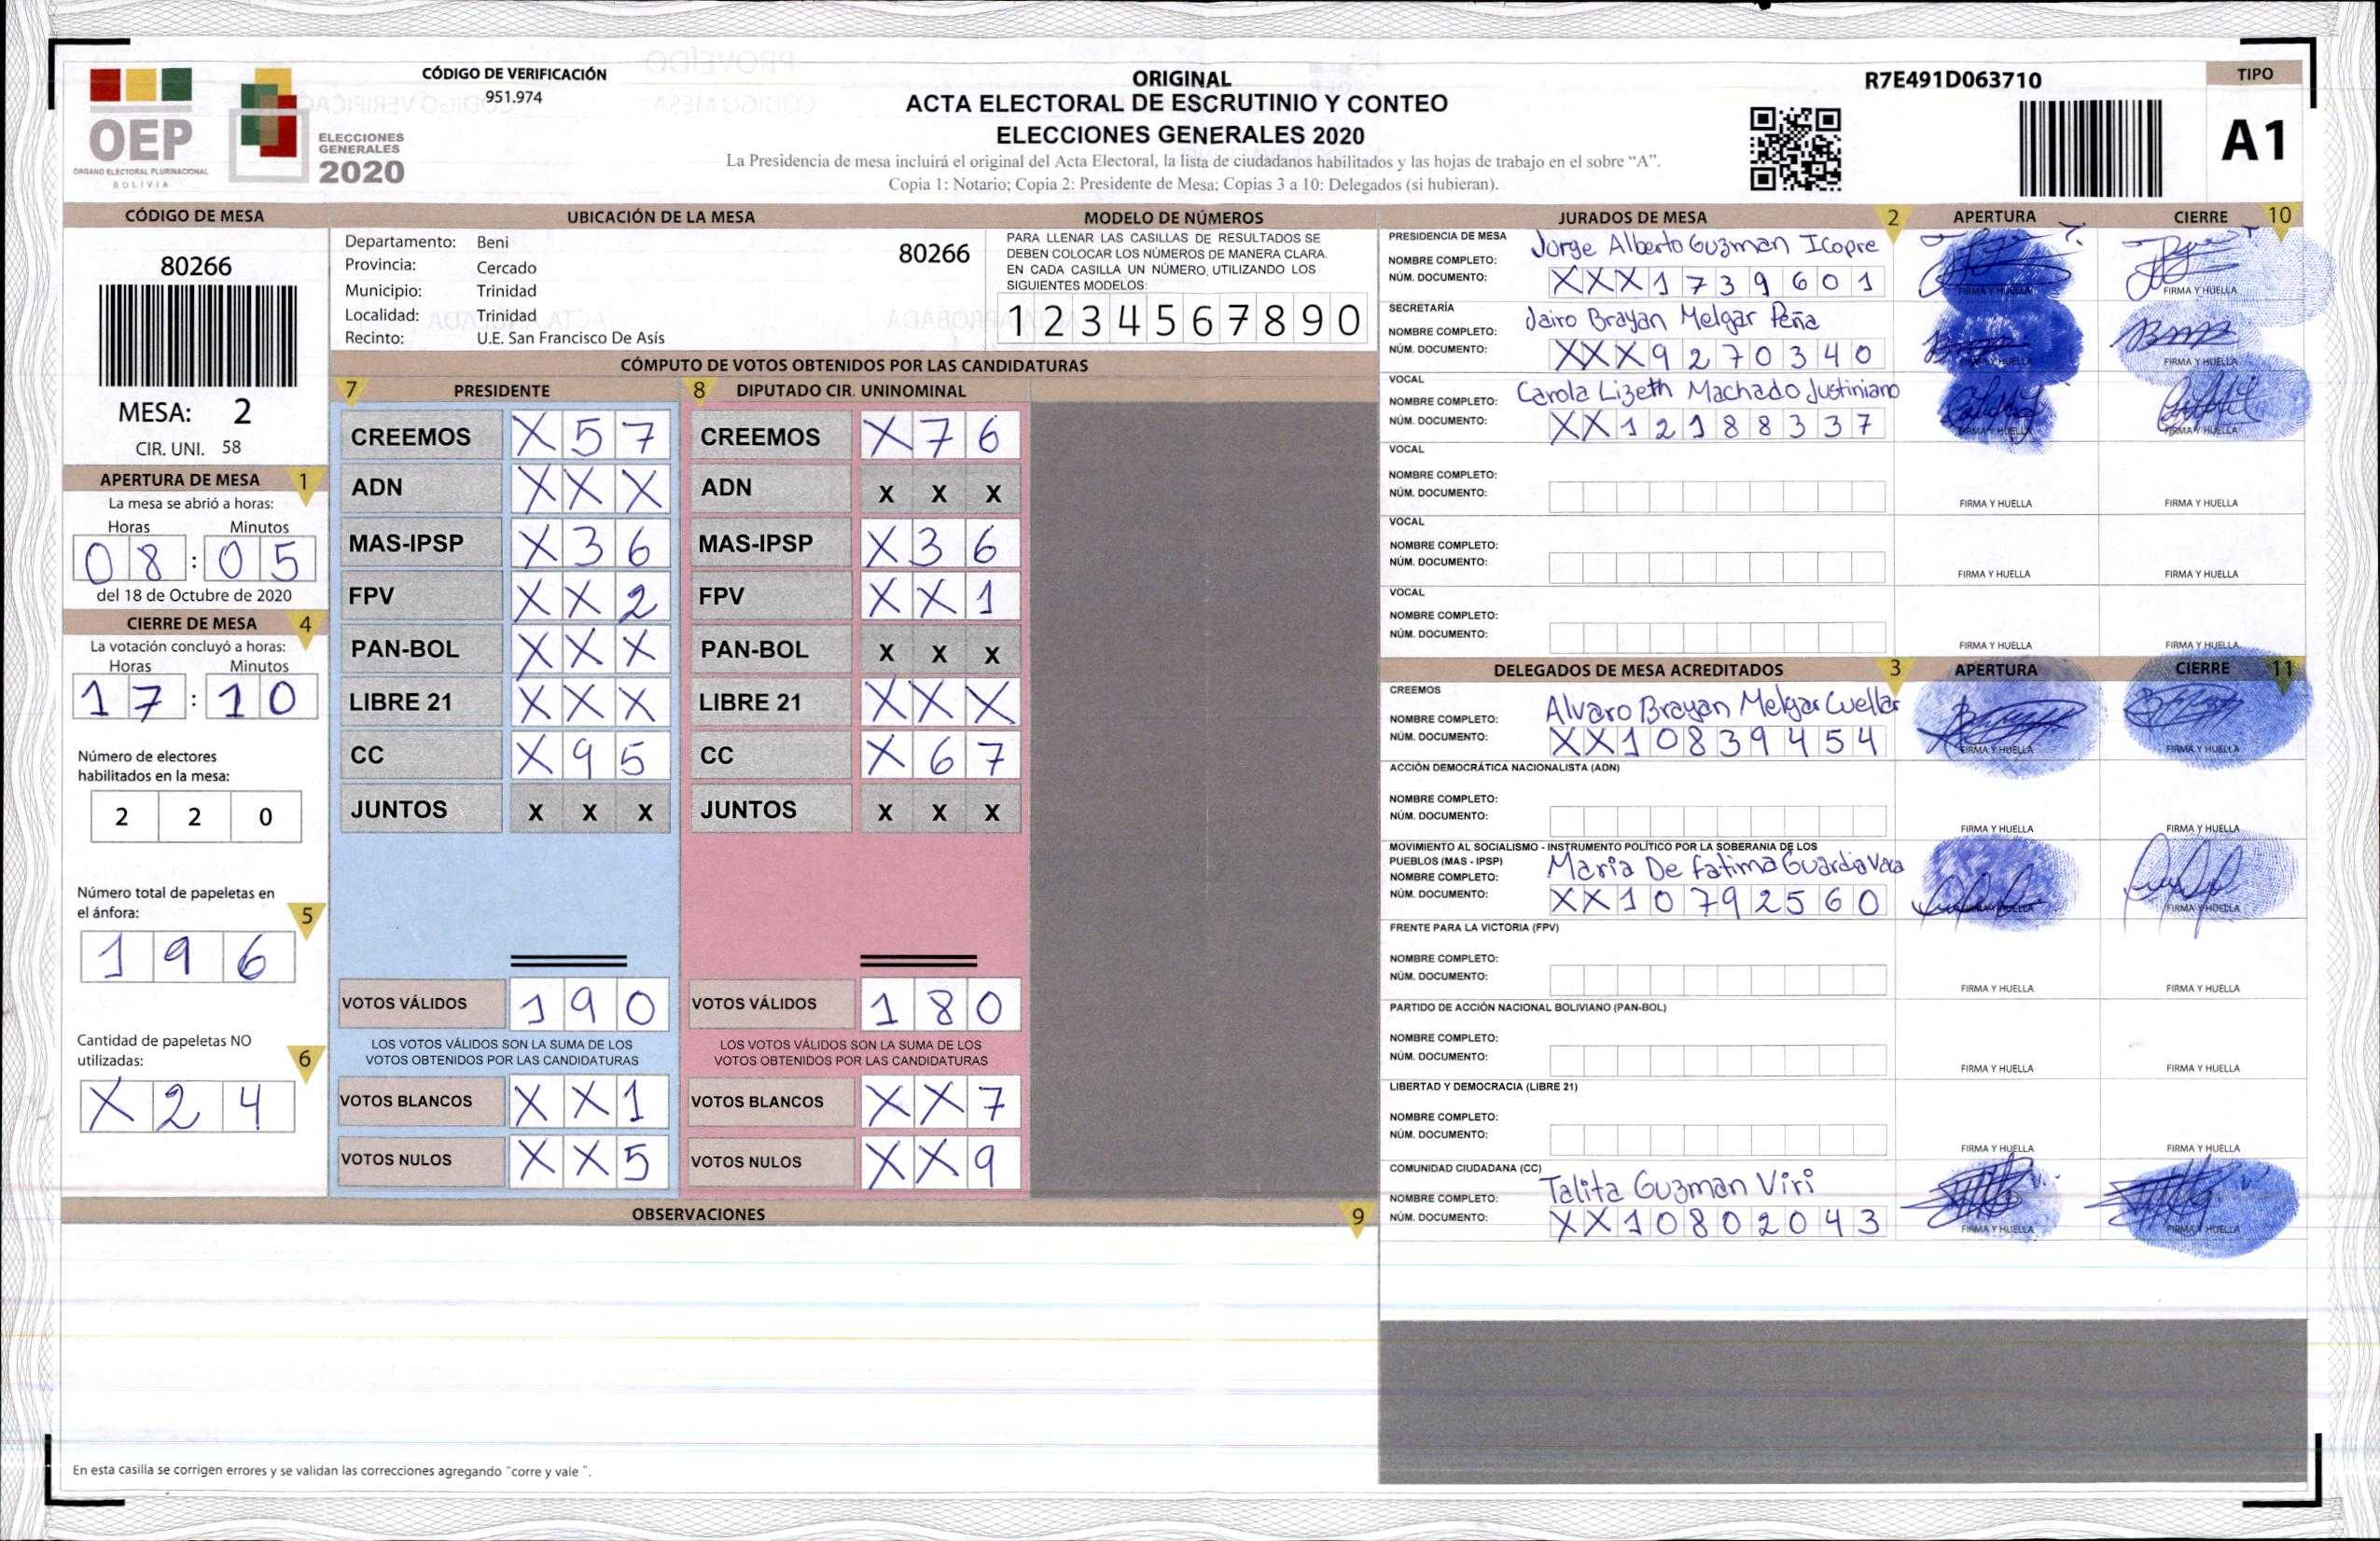 OEP
ÓRGANO ELECTORAL PLURINACIONAL
BOLIVIA
ELECCIONES
GENERALES
2020
CÓDIGO DE VERIFICACIÓN
951.974
ORIGINAL
ACTA ELECTORAL DE ESCRUTINIO Y CONTEO
ELECCIONES GENERALES 2020
La Presidencia de mesa incluirá el original del Acta Electoral, la lista de ciudadanos habilitados y las hojas de trabajo en el sobre "A".
Copia 1: Notario; Copia 2: Presidente de Mesa; Copias 3 a 10: Delegados (si hubieran).
R7E491D063710
TIPO
A1
CÓDIGO DE MESA
80266
MESA: 2
CIR. UNI. 58
APERTURA DE MESA 1
La mesa se abrió a horas:
Horas Minutos
08:05
del 18 de Octubre de 2020
CIERRE DE MESA 4
La votación concluyó a horas:
Horas Minutos
17:10
Número de electores
habilitados en la mesa:
2 2 0
Número total de papeletas en
el ánfora: 5
1 9 6
Cantidad de papeletas NO
utilizadas: 6
X 2 4
UBICACIÓN DE LA MESA
Departamento: Beni
80266
Provincia: Cercado
Municipio: Trinidad
Localidad: Trinidad
Recinto: U.E. San Francisco De Asís
MODELO DE NÚMEROS
PARA LLENAR LAS CASILLAS DE RESULTADOS SE
DEBEN COLOCAR LOS NÚMEROS DE MANERA CLARA.
EN CADA CASILLA UN NÚMERO, UTILIZANDO LOS
SIGUIENTES MODELOS:
1 2 3 4 5 6 7 8 9 0
CÓMPUTO DE VOTOS OBTENIDOS POR LAS CANDIDATURAS
7 PRESIDENTE
CREEMOS X 5 7
ADN X X X
MAS-IPSP X 3 6
FPV X X 2
PAN-BOL X X X
LIBRE 21 X X X
CC X 9 5
JUNTOS X X X
VOTOS VÁLIDOS 1 9 0
LOS VOTOS VÁLIDOS SON LA SUMA DE LOS
VOTOS OBTENIDOS POR LAS CANDIDATURAS
VOTOS BLANCOS X X 1
VOTOS NULOS X X 5
8 DIPUTADO CIR. UNINOMINAL
CREEMOS X 7 6
ADN X X X
MAS-IPSP X 3 6
FPV X X 1
PAN-BOL X X X
LIBRE 21 X X X
CC X 6 7
JUNTOS X X X
VOTOS VÁLIDOS 1 8 0
LOS VOTOS VÁLIDOS SON LA SUMA DE LOS
VOTOS OBTENIDOS POR LAS CANDIDATURAS
VOTOS BLANCOS X X 7
VOTOS NULOS X X 9
OBSERVACIONES 9
En esta casilla se corrigen errores y se validan las correcciones agregando "corre y vale ".
JURADOS DE MESA 2 APERTURA CIERRE 10
PRESIDENCIA DE MESA
NOMBRE COMPLETO: Jorge Alberto Guzman Icopre
NÚM. DOCUMENTO: XXX1739601
FIRMA Y HUELLA FIRMA Y HUELLA
SECRETARÍA
NOMBRE COMPLETO: Jairo Brayan Melgar Peña
NÚM. DOCUMENTO: XXX9270340
FIRMA Y HUELLA FIRMA Y HUELLA
VOCAL
NOMBRE COMPLETO: Carola Lizeth Machado Justiniano
NÚM. DOCUMENTO: XX12188337
FIRMA Y HUELLA FIRMA Y HUELLA
VOCAL
NOMBRE COMPLETO:
NÚM. DOCUMENTO:
FIRMA Y HUELLA FIRMA Y HUELLA
VOCAL
NOMBRE COMPLETO:
NÚM. DOCUMENTO:
FIRMA Y HUELLA FIRMA Y HUELLA
VOCAL
NOMBRE COMPLETO:
NÚM. DOCUMENTO:
FIRMA Y HUELLA FIRMA Y HUELLA
DELEGADOS DE MESA ACREDITADOS 3 APERTURA CIERRE 11
CREEMOS
NOMBRE COMPLETO: Alvaro Brayan Melgar Cuellar
NÚM. DOCUMENTO: XX10839454
FIRMA Y HUELLA FIRMA Y HUELLA
ACCIÓN DEMOCRÁTICA NACIONALISTA (ADN)
NOMBRE COMPLETO:
NÚM. DOCUMENTO:
FIRMA Y HUELLA FIRMA Y HUELLA
MOVIMIENTO AL SOCIALISMO - INSTRUMENTO POLÍTICO POR LA SOBERANIA DE LOS
PUEBLOS (MAS - IPSP)
NOMBRE COMPLETO: Maria De Fatima Guardia Vaca
NÚM. DOCUMENTO: XX10792560
FIRMA Y HUELLA FIRMA Y HUELLA
FRENTE PARA LA VICTORIA (FPV)
NOMBRE COMPLETO:
NÚM. DOCUMENTO:
FIRMA Y HUELLA FIRMA Y HUELLA
PARTIDO DE ACCIÓN NACIONAL BOLIVIANO (PAN-BOL)
NOMBRE COMPLETO:
NÚM. DOCUMENTO:
FIRMA Y HUELLA FIRMA Y HUELLA
LIBERTAD Y DEMOCRACIA (LIBRE 21)
NOMBRE COMPLETO:
NÚM. DOCUMENTO:
FIRMA Y HUELLA FIRMA Y HUELLA
COMUNIDAD CIUDADANA (CC)
NOMBRE COMPLETO: Talita Guzman Viri
NÚM. DOCUMENTO: XX10802043
FIRMA Y HUELLA FIRMA Y HUELLA